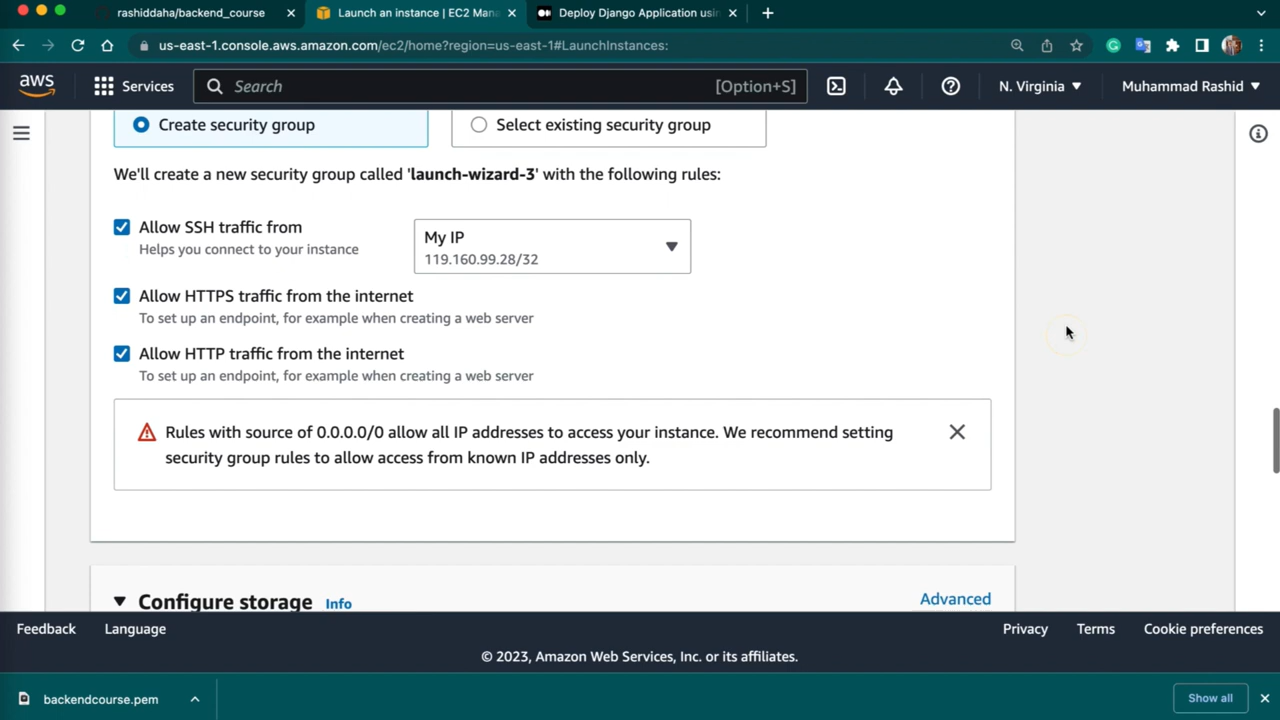 rashiddaha/backend_course
Launch an instance | EC2 Man
Deploy Django Application usin
us-east-1.console.aws.amazon.com/ec2/home?region=us-east-1#LaunchInstances:
aws
Services
Search
[Option+S]
N. Virginia
Muhammad Rashid
Create security group
Select existing security group
We'll create a new security group called 'launch-wizard-3' with the following rules:
Allow SSH traffic from
Helps you connect to your instance
My IP
119.160.99.28/32
Allow HTTPS traffic from the internet
To set up an endpoint, for example when creating a web server
Allow HTTP traffic from the internet
To set up an endpoint, for example when creating a web server
Rules with source of 0.0.0.0/0 allow all IP addresses to access your instance. We recommend setting
security group rules to allow access from known IP addresses only.
Configure storage Info
Advanced
Feedback
Language
Privacy
Terms
Cookie preferences
© 2023, Amazon Web Services, Inc. or its affiliates.
backendcourse.pem
Show all